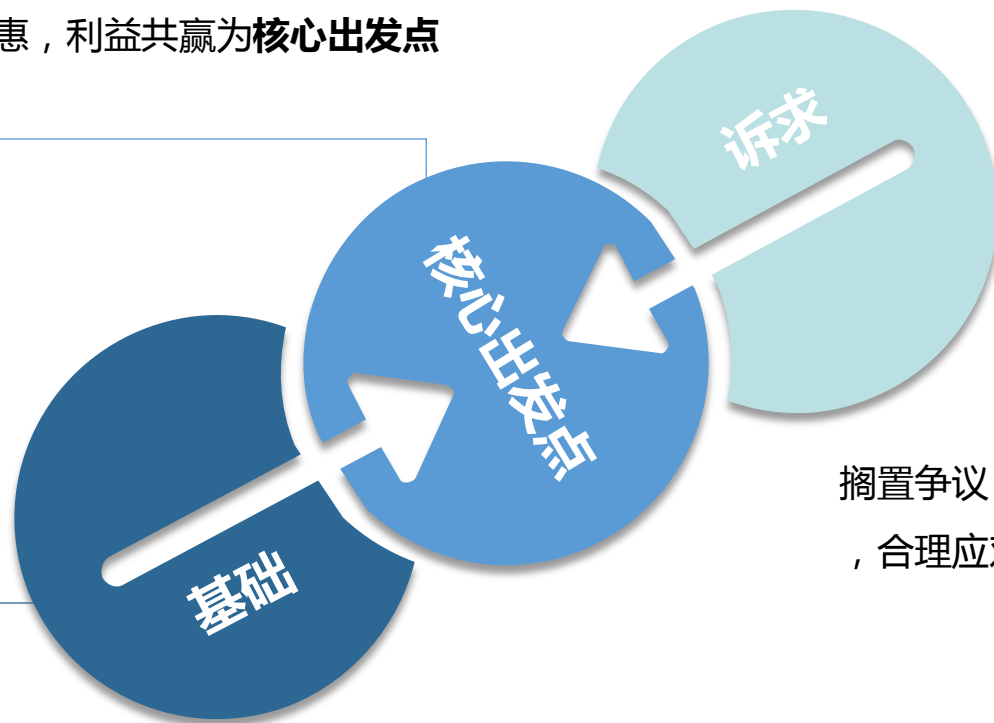 惠，利益共赢为核心出发点
诉求
核心出发点
搁置争议
，合理应对
基础